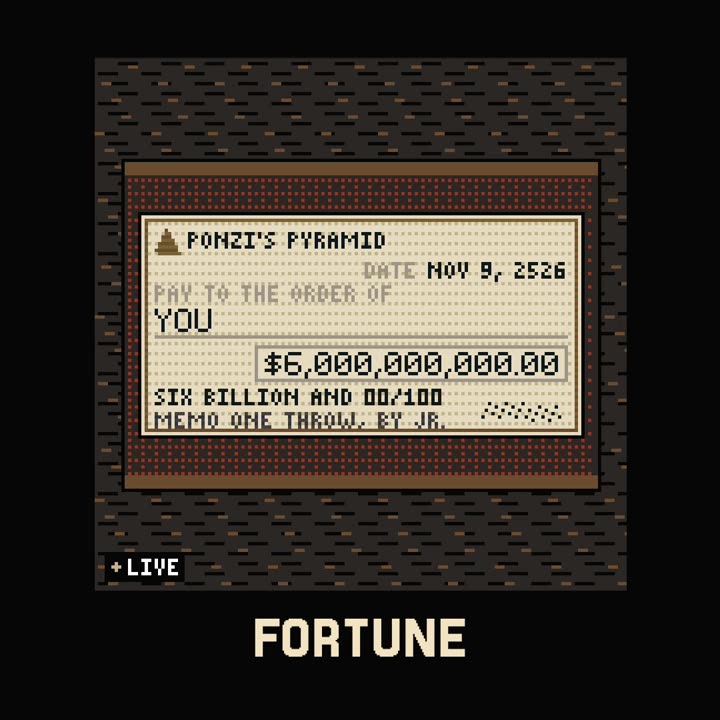 PONZI'S PYRAMID
DATE NOV 9, 2526
PAY TO THE ORDER OF
YOU
$6,000,000,000.00
SIX BILLION AND 00/100
MEMO ONE THROW. BY JR.
+LIVE
FORTUNE